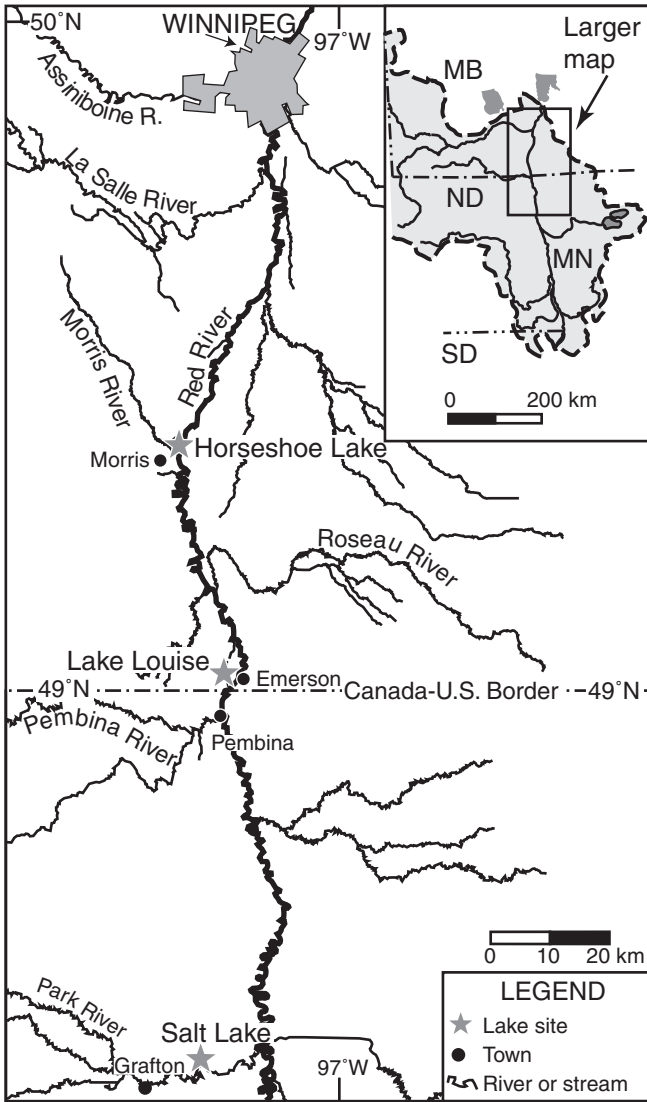 50˚N
WINNIPEG
97˚W
Assiniboine R.
La Salle River
Morris River
Red River
Horseshoe Lake
Morris
Roseau River
Lake Louise
Emerson
49˚N
Canada-U.S. Border
49˚N
Pembina River
Pembina
Park River
Salt Lake
Grafton
97˚W
Larger
map
MB
ND
MN
SD
0 200 km
0 10 20 km
LEGEND
Lake site
Town
River or stream